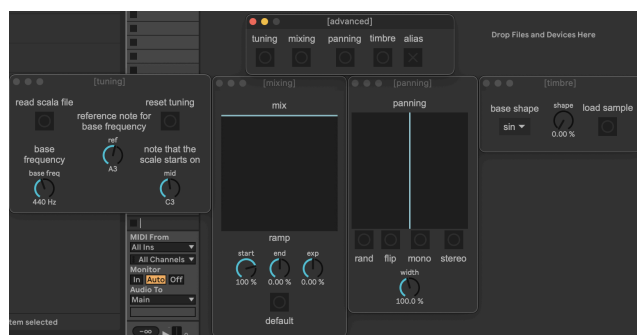 [advanced]
tuning mixing panning timbre alias
Drop Files and Devices Here
[tuning]
read scala file
reset tuning
reference note for
base frequency
base
frequency
ref
A3
note that the
scale starts on
base freq
440 Hz
mid
C3
[mixing]
mix
ramp
start end exp
100 % 0.00 % 0.00 %
default
[panning]
panning
rand flip mono stereo
width
100.0 %
[timbre]
base shape
sin
shape
0.00 %
load sample
MIDI From
All Ins
All Channels
Monitor
In Auto Off
Audio To
Main
-∞
tem selected